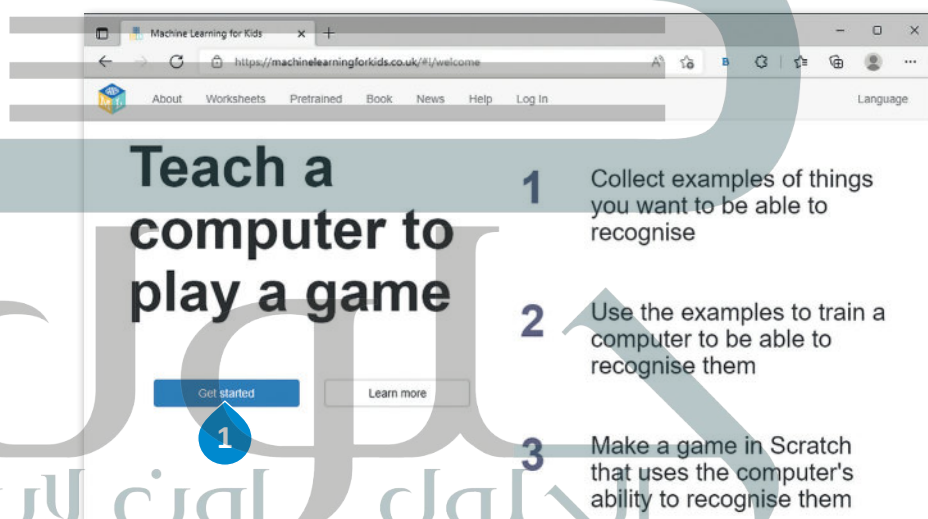 Machine Learning for Kids
https://machinelearningforkids.co.uk/#!/welcome
About Worksheets Pretrained Book News Help Log In Language
Teach a
computer to
play a game
Get started Learn more
1
1 Collect examples of things
you want to be able to
recognise
2 Use the examples to train a
computer to be able to
recognise them
3 Make a game in Scratch
that uses the computer's
ability to recognise them